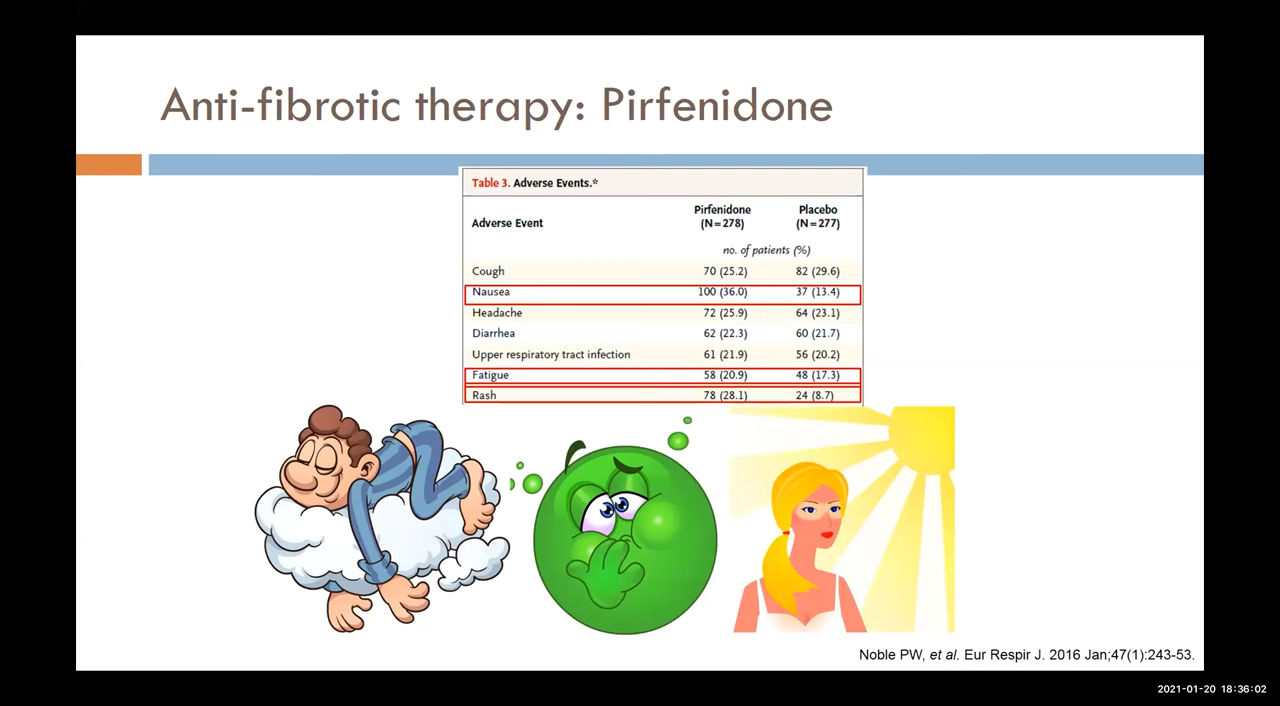 Anti-fibrotic therapy: Pirfenidone
Table 3. Adverse Events.*
Adverse Event Pirfenidone (N=278) Placebo (N=277)
no. of patients (%)
Cough 70 (25.2) 82 (29.6)
Nausea 100 (36.0) 37 (13.4)
Headache 72 (25.9) 64 (23.1)
Diarrhea 62 (22.3) 60 (21.7)
Upper respiratory tract infection 61 (21.9) 56 (20.2)
Fatigue 58 (20.9) 48 (17.3)
Rash 78 (28.1) 24 (8.7)
Noble PW, et al. Eur Respir J. 2016 Jan;47(1):243-53.
2021-01-20 18:36:02